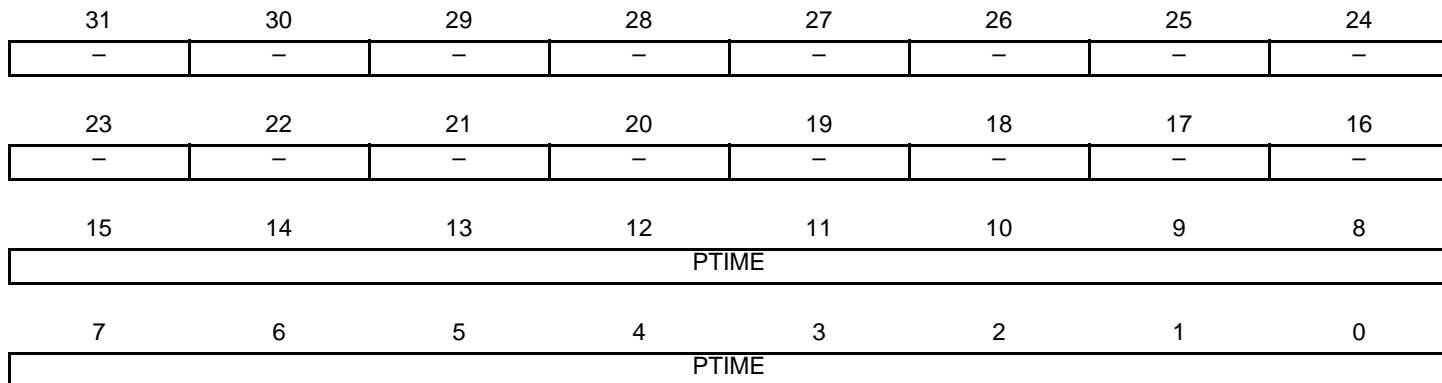 31 30 29 28 27 26 25 24
– – – – – – – –
23 22 21 20 19 18 17 16
– – – – – – – –
15 14 13 12 11 10 9 8
PTIME
7 6 5 4 3 2 1 0
PTIME